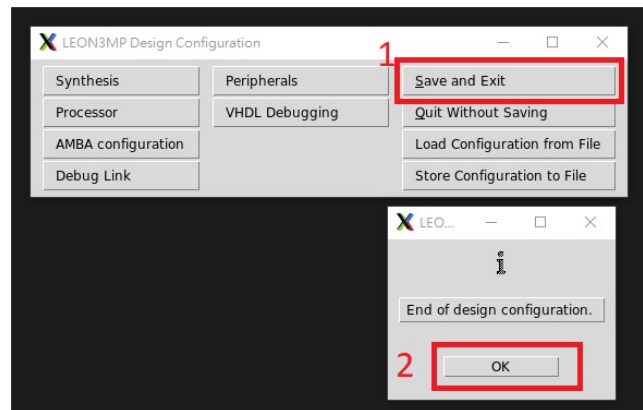 LEON3MP Design Configuration
1
Synthesis
Peripherals
Save and Exit
Processor
VHDL Debugging
Quit Without Saving
AMBA configuration
Load Configuration from File
Debug Link
Store Configuration to File
LEO...
End of design configuration.
2
OK